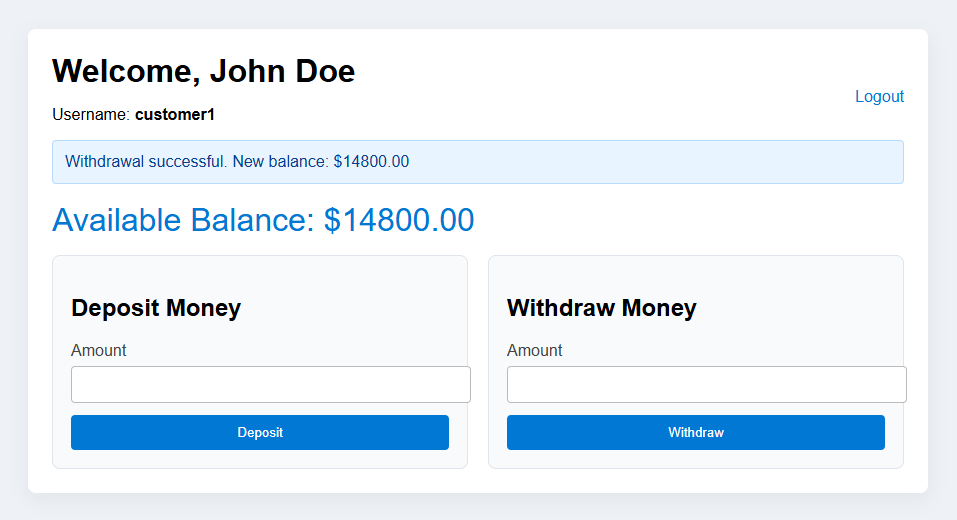 Welcome, John Doe
Logout
Username: customer1
Withdrawal successful. New balance: $14800.00
Available Balance: $14800.00
Deposit Money
Amount
Deposit
Withdraw Money
Amount
Withdraw